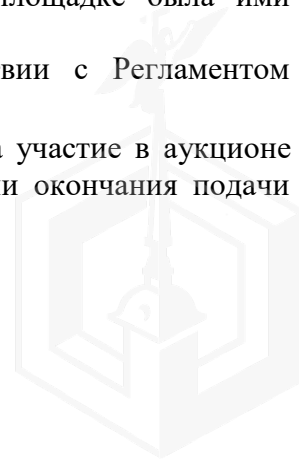 площадке была ими
вии с Регламентом
участие в аукционе
и окончания подачи